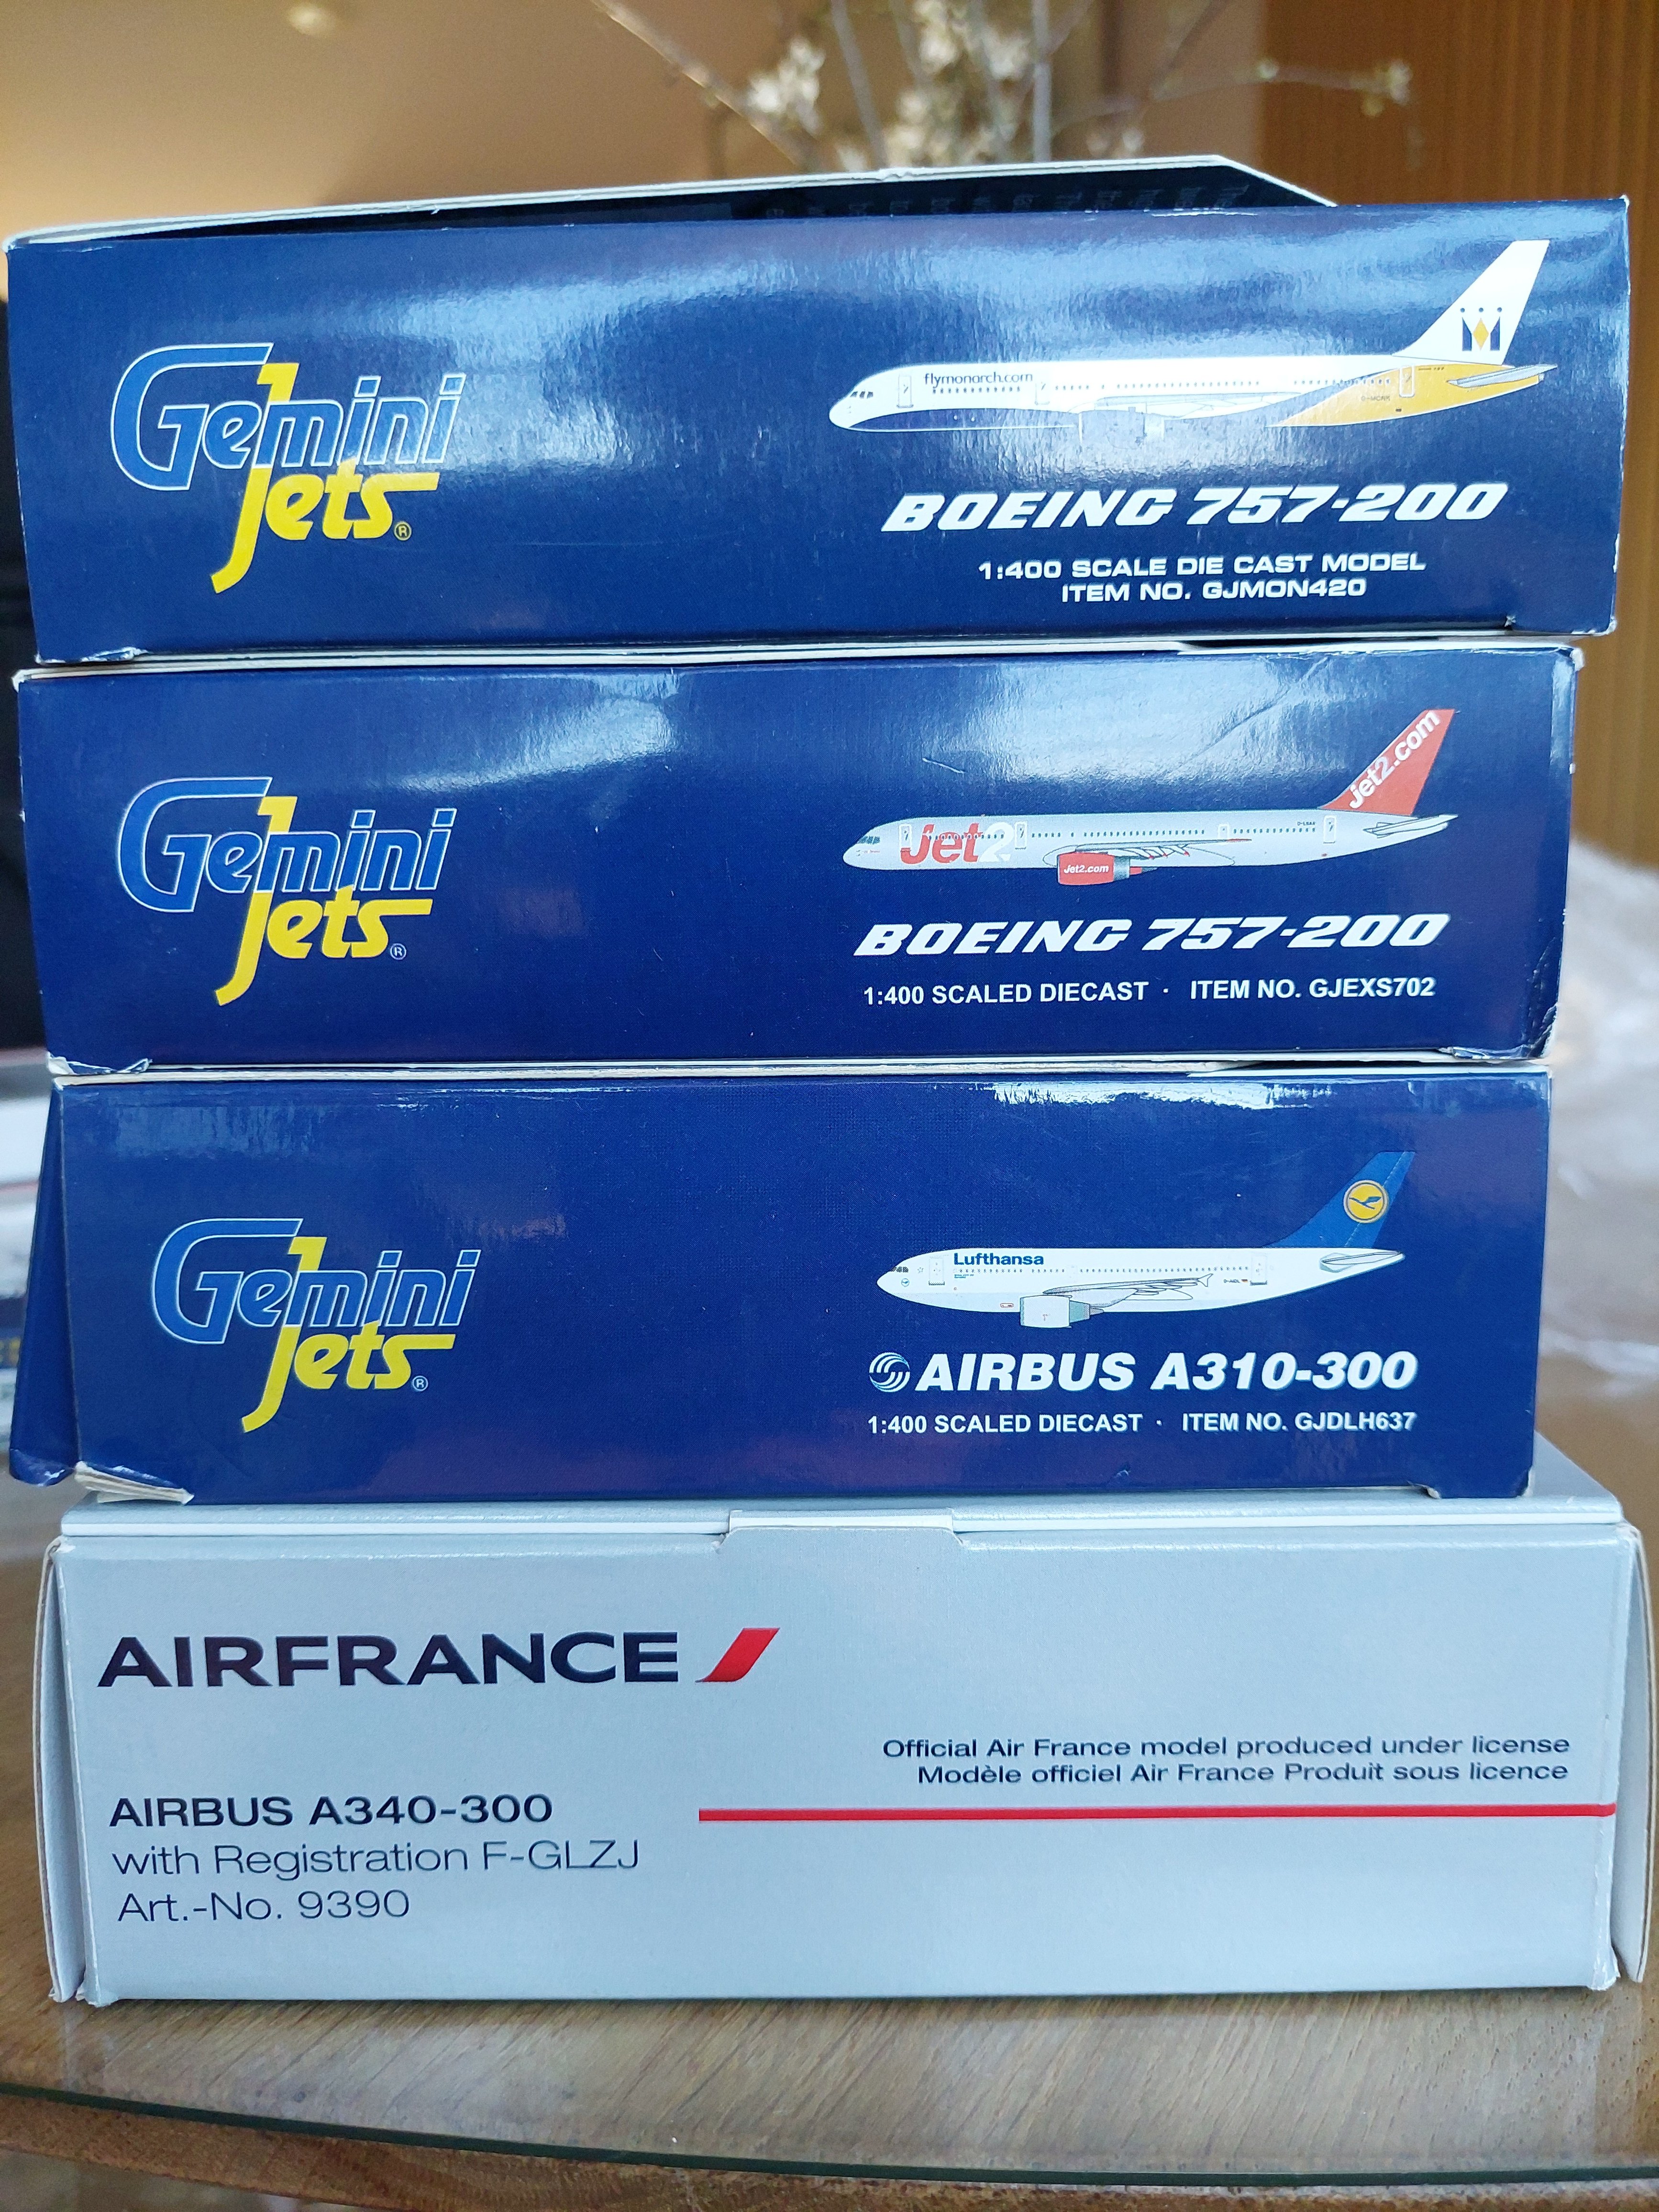 Gemini
Jets®
flymonarch.com
BOEING 757-200
1:400 SCALE DIE CAST MODEL
ITEM NO. GJMON420
Gemini
Jets®
Jet2
Jet2.com
Jet2.com
BOEING 757-200
1:400 SCALED DIECAST · ITEM NO. GJEXS702
Gemini
Jets®
Lufthansa
AIRBUS A310-300
1:400 SCALED DIECAST · ITEM NO. GJDLH637
AIRFRANCE
Official Air France model produced under license
Modèle officiel Air France Produit sous licence
AIRBUS A340-300
with Registration F-GLZJ
Art.-No. 9390